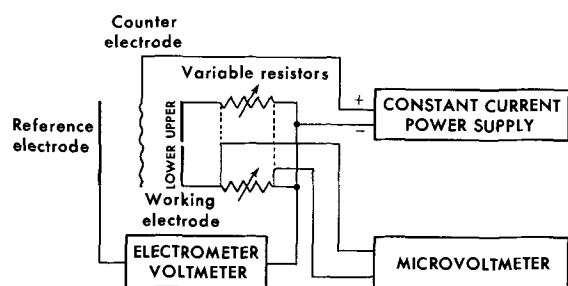 Counter
electrode
Variable resistors
+
−
CONSTANT CURRENT
POWER SUPPLY
Reference
electrode
UPPER
LOWER
Working
electrode
ELECTROMETER
VOLTMETER
MICROVOLTMETER